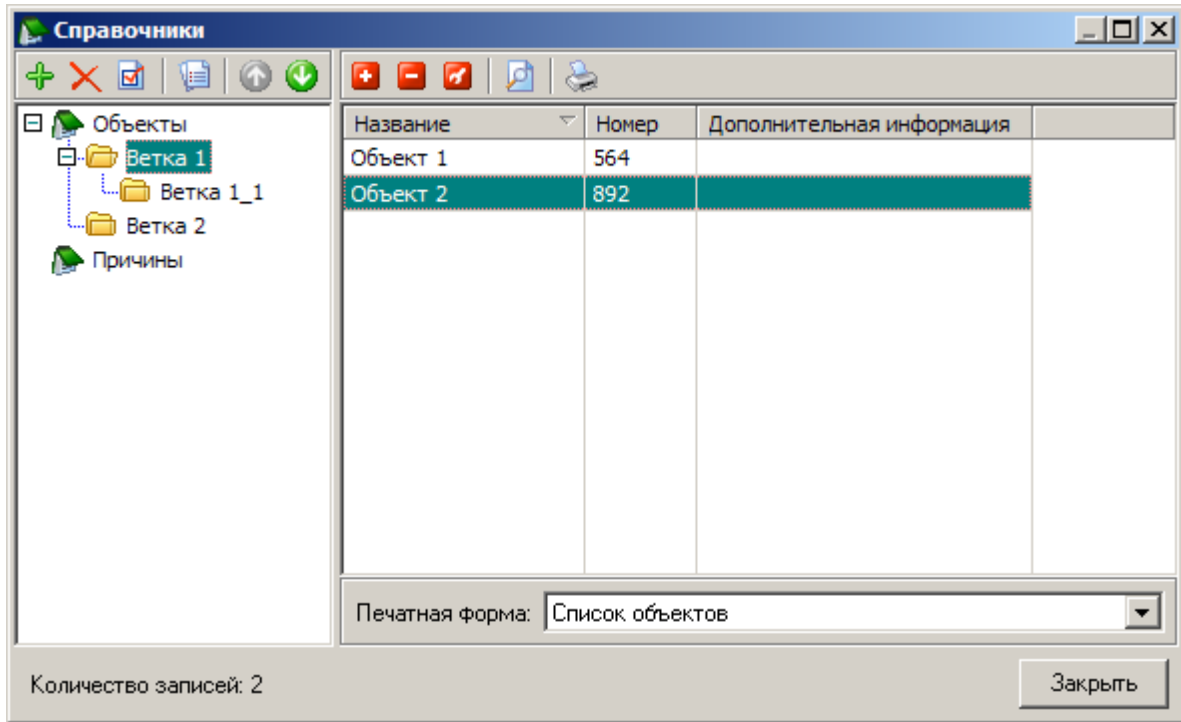 Справочники
Объекты
Ветка 1
Ветка 1_1
Ветка 2
Причины
Название Номер Дополнительная информация
Объект 1 564
Объект 2 892
Печатная форма: Список объектов
Количество записей: 2
Закрыть